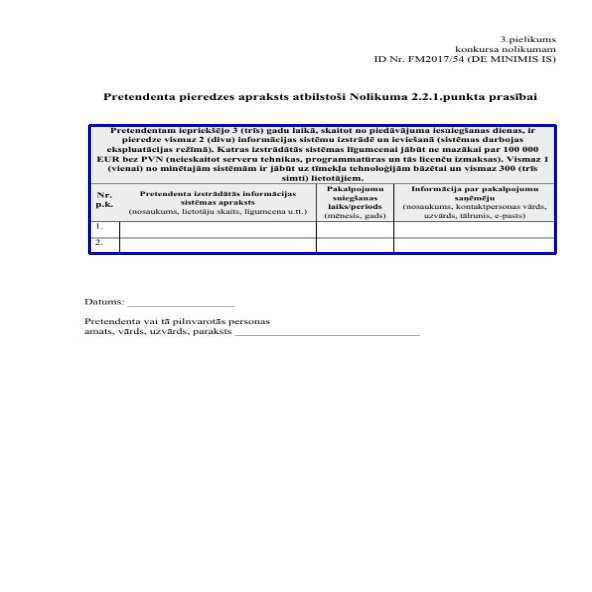 3.pielikums
konkursa nolikumam
ID Nr. FM2017/54 (DE MINIMIS IS)
Pretendenta pieredzes apraksts atbilstoši Nolikuma 2.2.1.punkta prasībai
Pretendentam iepriekšējo 3 (trīs) gadu laikā, skaitot no piedāvājuma iesniegšanas dienas, ir
pieredze vismaz 2 (divu) informācijas sistēmu izstrādē un ieviešanā (sistēmas darbojas
ekspluatācijas režīmā). Katras izstrādātās sistēmas līgumcenai jābūt ne mazākai par 100 000
EUR bez PVN (neieskaitot serveru tehnikas, programmatūras un tās licenču izmaksas). Vismaz 1
(vienai) no minētajām sistēmām ir jābūt uz tīmekļa tehnoloģijām bāzētai un vismaz 300 (trīs
simti) lietotājiem.
Nr.
p.k.
Pretendenta izstrādātās informācijas
sistēmas apraksts
(nosaukums, lietotāju skaits, līgumcena u.tt.)
Pakalpojumu
sniegšanas
laiks/periods
(mēnesis, gads)
Informācija par pakalpojumu
saņēmēju
(nosaukums, kontaktpersonas vārds,
uzvārds, tālrunis, e-pasts)
1.
2.
Datums: ____________________
Pretendenta vai tā pilnvarotās personas
amats, vārds, uzvārds, paraksts __________________________________